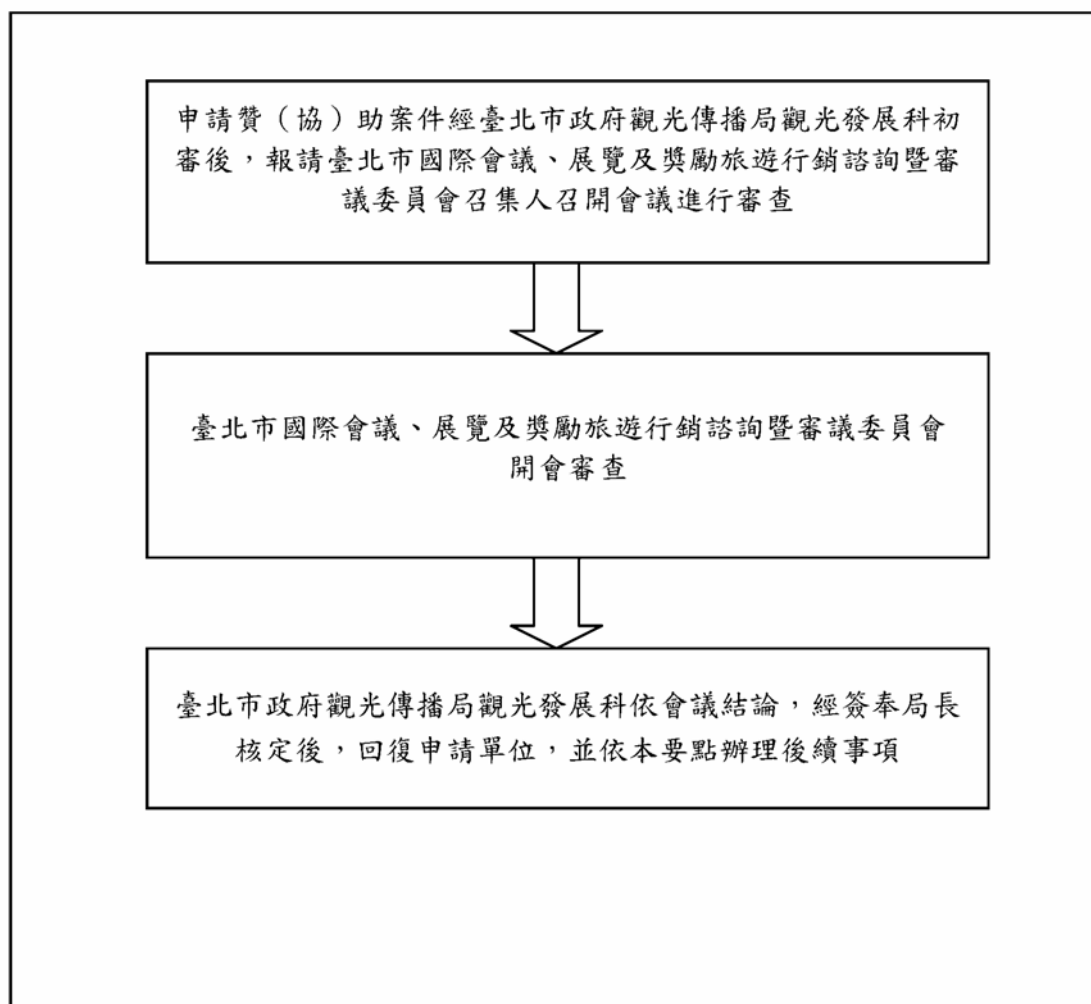 申請贊（協）助案件經臺北市政府觀光傳播局觀光發展科初
審後，報請臺北市國際會議、展覽及獎勵旅遊行銷諮詢暨審
議委員會召集人召開會議進行審查
臺北市國際會議、展覽及獎勵旅遊行銷諮詢暨審議委員會
開會審查
臺北市政府觀光傳播局觀光發展科依會議結論，經簽奉局長
核定後，回復申請單位，並依本要點辦理後續事項